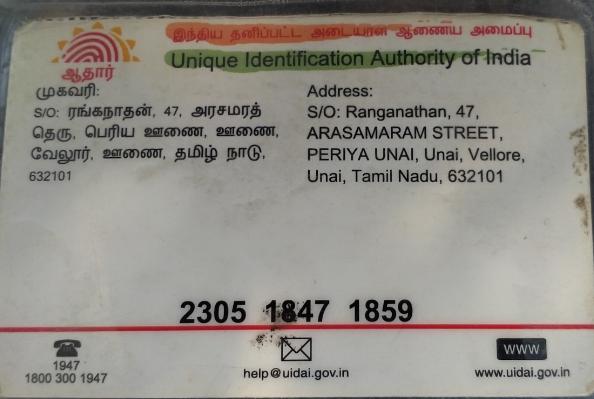 இந்திய தனிப்பட்ட அடையாள ஆணைய அமைப்பு
Unique Identification Authority of India
ஆதார்
முகவரி:
S/O: ரங்கநாதன், 47, அரசமரத்
தெரு, பெரிய ஊணை, ஊணை,
வேலூர், ஊணை, தமிழ் நாடு,
632101
Address:
S/O: Ranganathan, 47,
ARASAMARAM STREET,
PERIYA UNAI, Unai, Vellore,
Unai, Tamil Nadu, 632101
2305 1847 1859
1947
1800 300 1947
help@uidai.gov.in
WWW
www.uidai.gov.in